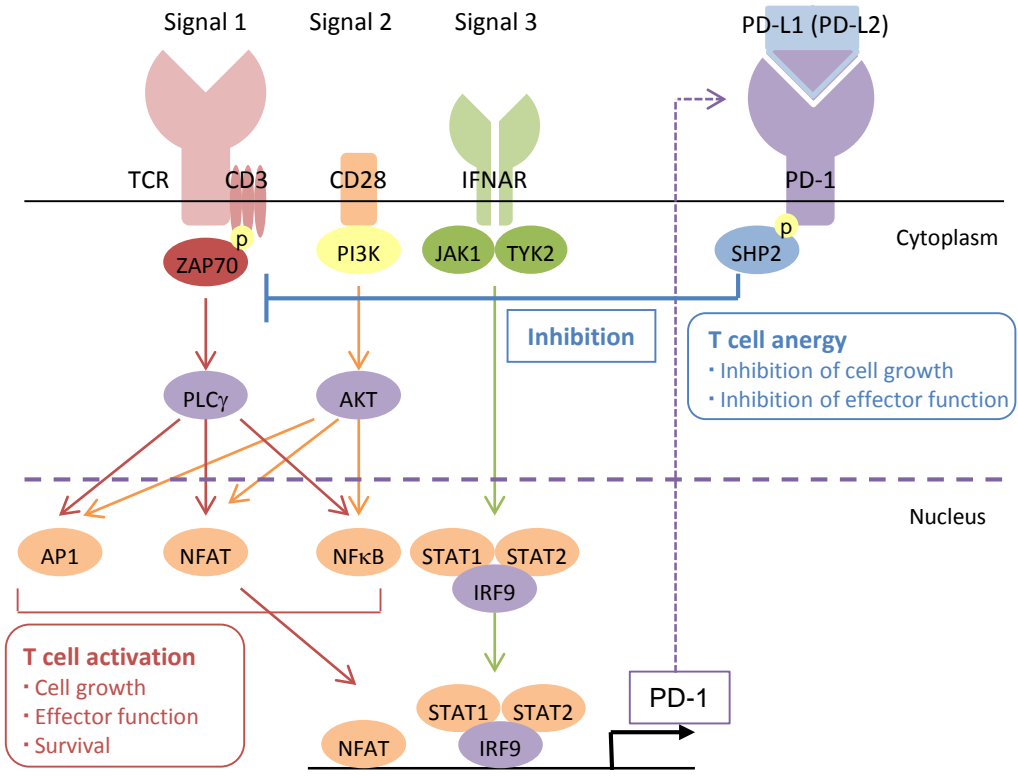 Signal 1
Signal 2
Signal 3
PD-L1 (PD-L2)
TCR
CD3
CD28
IFNAR
PD-1
p
p
Cytoplasm
ZAP70
PI3K
JAK1
TYK2
SHP2
Inhibition
T cell anergy
・Inhibition of cell growth
・Inhibition of effector function
PLCγ
AKT
Nucleus
AP1
NFAT
NFκB
STAT1
STAT2
IRF9
T cell activation
・Cell growth
・Effector function
・Survival
NFAT
STAT1
STAT2
IRF9
PD-1